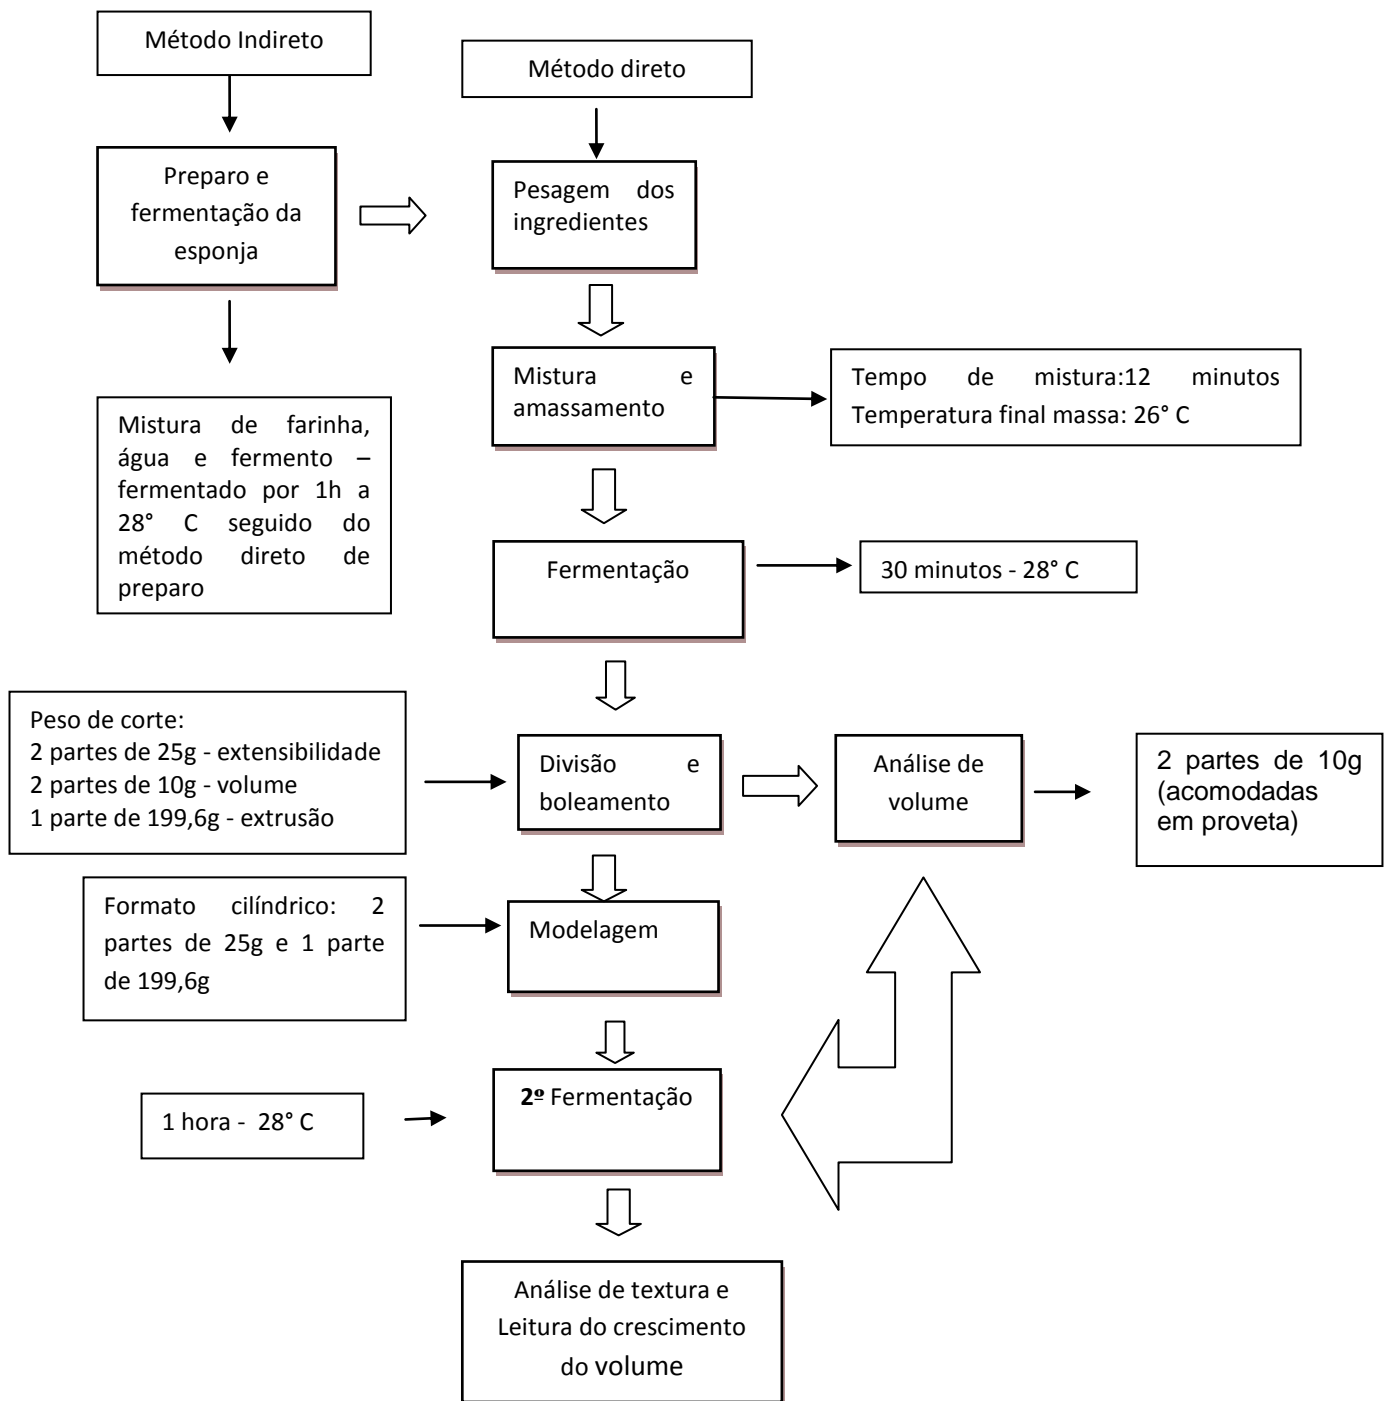 Método Indireto
Método direto
Preparo e
fermentação da
esponja
Pesagem dos
ingredientes
Mistura e
amassamento
Tempo de mistura:12 minutos
Temperatura final massa: 26° C
Mistura de farinha,
água e fermento –
fermentado por 1h a
28° C seguido do
método direto de
preparo
Fermentação
30 minutos - 28° C
Peso de corte:
2 partes de 25g - extensibilidade
2 partes de 10g - volume
1 parte de 199,6g - extrusão
Divisão e
boleamento
Análise de
volume
2 partes de 10g
(acomodadas
em proveta)
Formato cilíndrico: 2
partes de 25g e 1 parte
de 199,6g
Modelagem
2º Fermentação
1 hora - 28° C
Análise de textura e
Leitura do crescimento
do volume